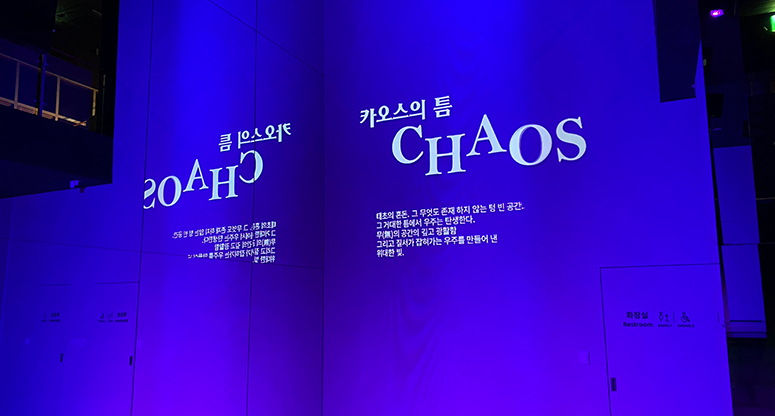 카오스의 틈
CHAOS
태초의 혼돈. 그 무엇도 존재 하지 않는 텅 빈 공간.
그 거대한 틈에서 우주는 탄생한다.
무(無)의 공간의 깊고 광활함
그리고 질서가 잡혀가는 우주를 만들어 낸
위대한 빛.
화장실
Restroom